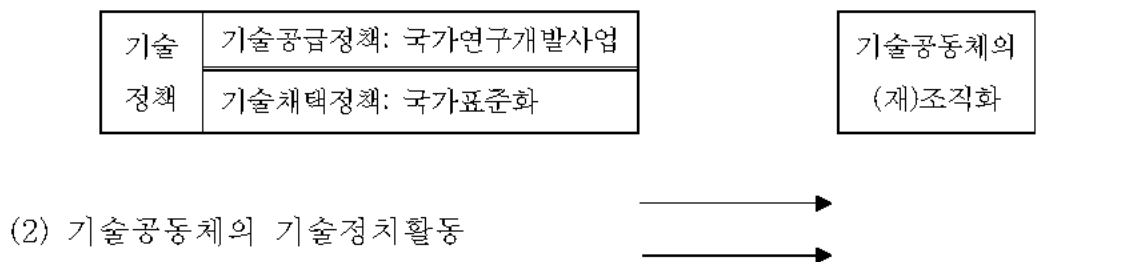 기술
정책
기술공급정책: 국가연구개발사업
기술채택정책: 국가표준화
기술공동체의
(재)조직화
(2) 기술공동체의 기술정치활동